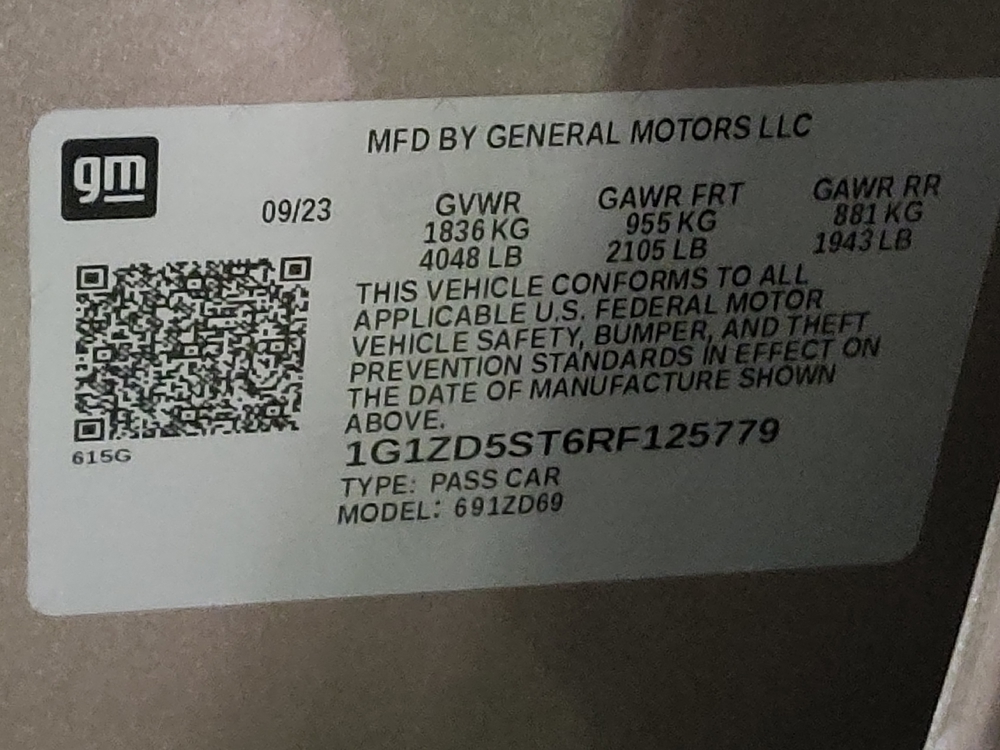 gm
MFD BY GENERAL MOTORS LLC
09/23
GVWR GAWR FRT GAWR RR
1836 KG 955 KG 881 KG
4048 LB 2105 LB 1943 LB
THIS VEHICLE CONFORMS TO ALL
APPLICABLE U.S. FEDERAL MOTOR
VEHICLE SAFETY, BUMPER, AND THEFT
PREVENTION STANDARDS IN EFFECT ON
THE DATE OF MANUFACTURE SHOWN
ABOVE.
615G
1G1ZD5ST6RF125779
TYPE: PASS CAR
MODEL: 691ZD69